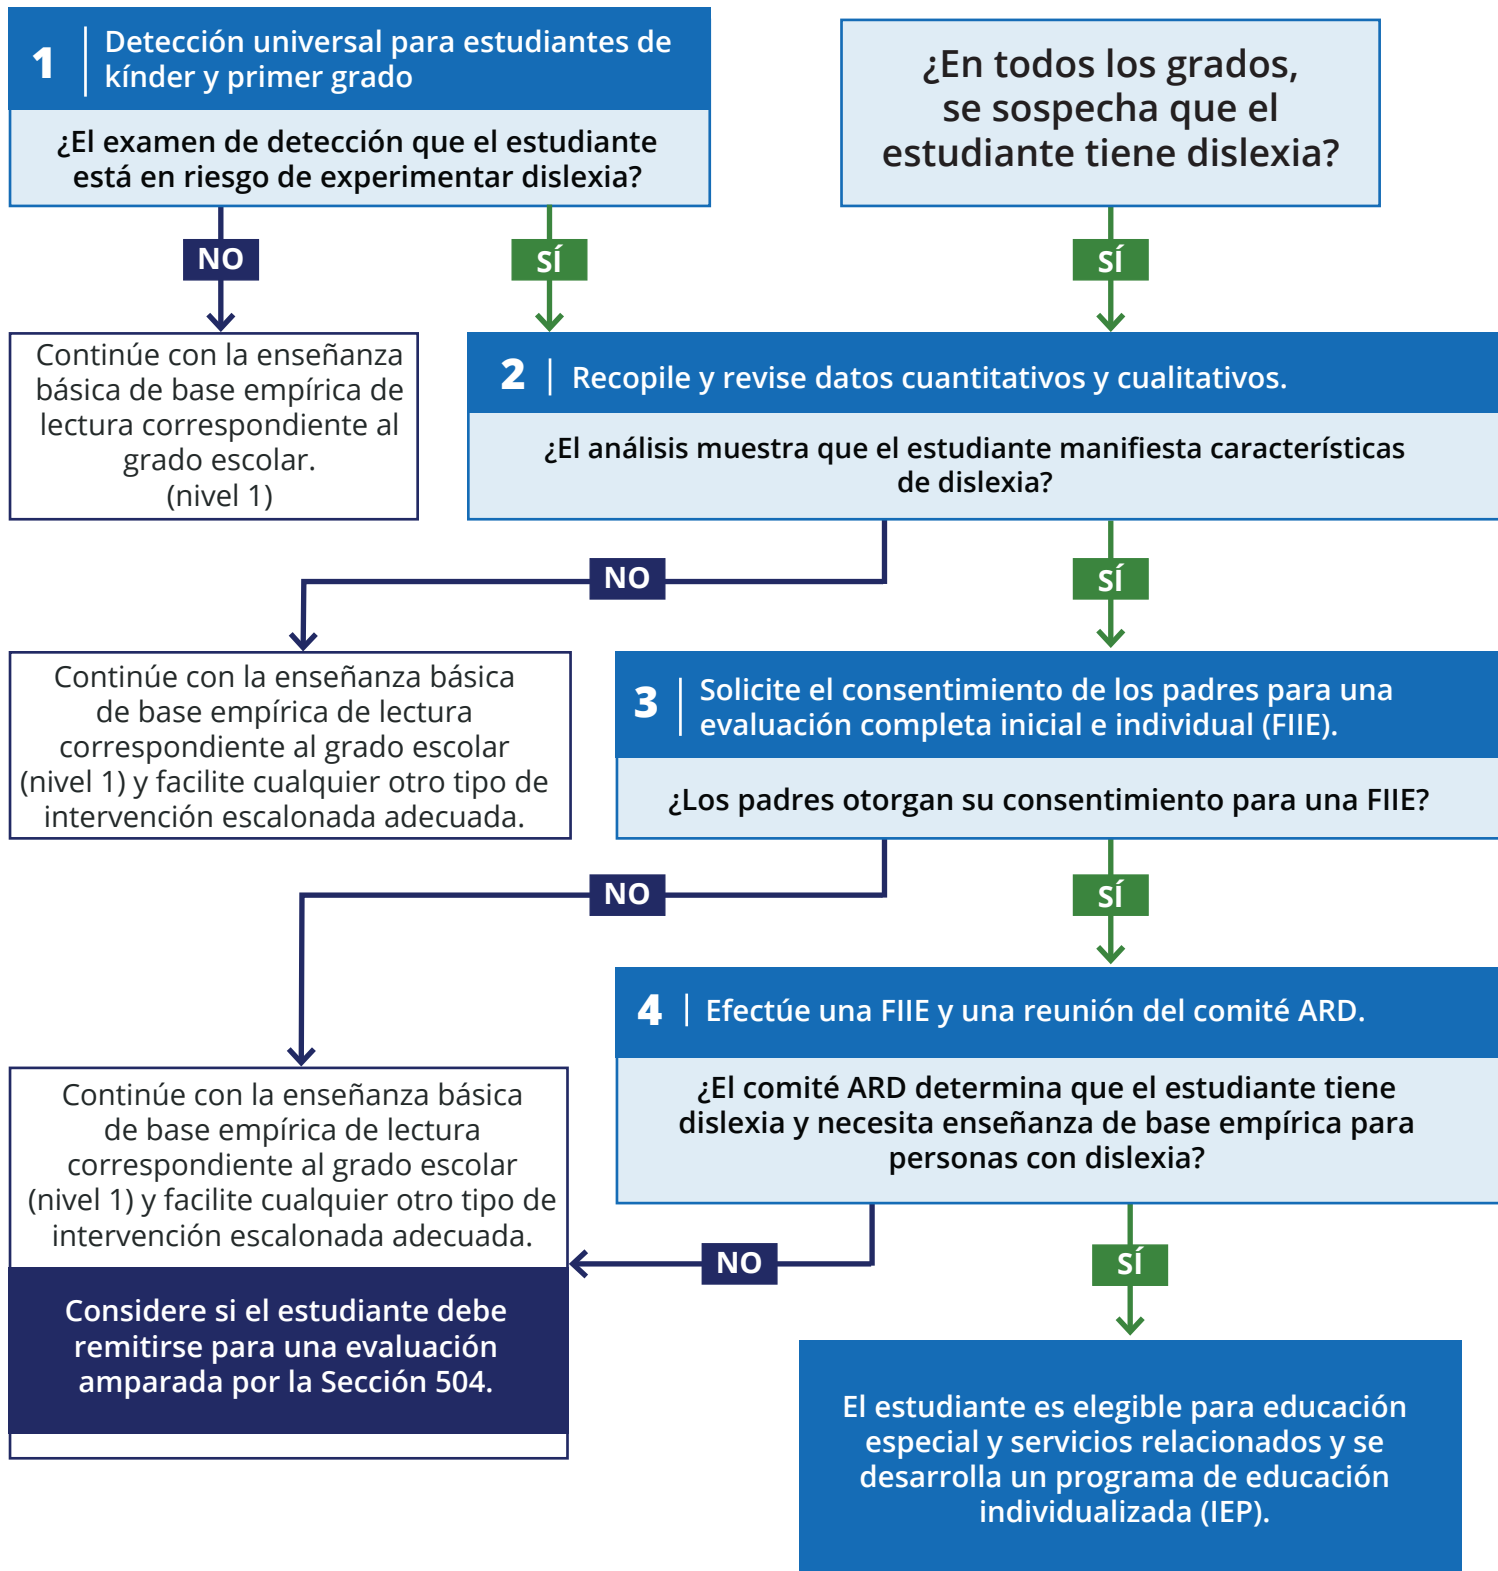 1
Detección universal para estudiantes de
kínder y primer grado
¿El examen de detección que el estudiante
está en riesgo de experimentar dislexia?
¿En todos los grados,
se sospecha que el
estudiante tiene dislexia?
NO
SÍ
SÍ
Continúe con la enseñanza
básica de base empírica de
lectura correspondiente al
grado escolar.
(nivel 1)
2
Recopile y revise datos cuantitativos y cualitativos.
¿El análisis muestra que el estudiante manifiesta características
de dislexia?
NO
SÍ
Continúe con la enseñanza básica
de base empírica de lectura
correspondiente al grado escolar
(nivel 1) y facilite cualquier otro tipo de
intervención escalonada adecuada.
3
Solicite el consentimiento de los padres para una
evaluación completa inicial e individual (FIIE).
¿Los padres otorgan su consentimiento para una FIIE?
NO
SÍ
4
Efectúe una FIIE y una reunión del comité ARD.
¿El comité ARD determina que el estudiante tiene
dislexia y necesita enseñanza de base empírica para
personas con dislexia?
Continúe con la enseñanza básica
de base empírica de lectura
correspondiente al grado escolar
(nivel 1) y facilite cualquier otro tipo de
intervención escalonada adecuada.
NO
SÍ
Considere si el estudiante debe
remitirse para una evaluación
amparada por la Sección 504.
El estudiante es elegible para educación
especial y servicios relacionados y se
desarrolla un programa de educación
individualizada (IEP).